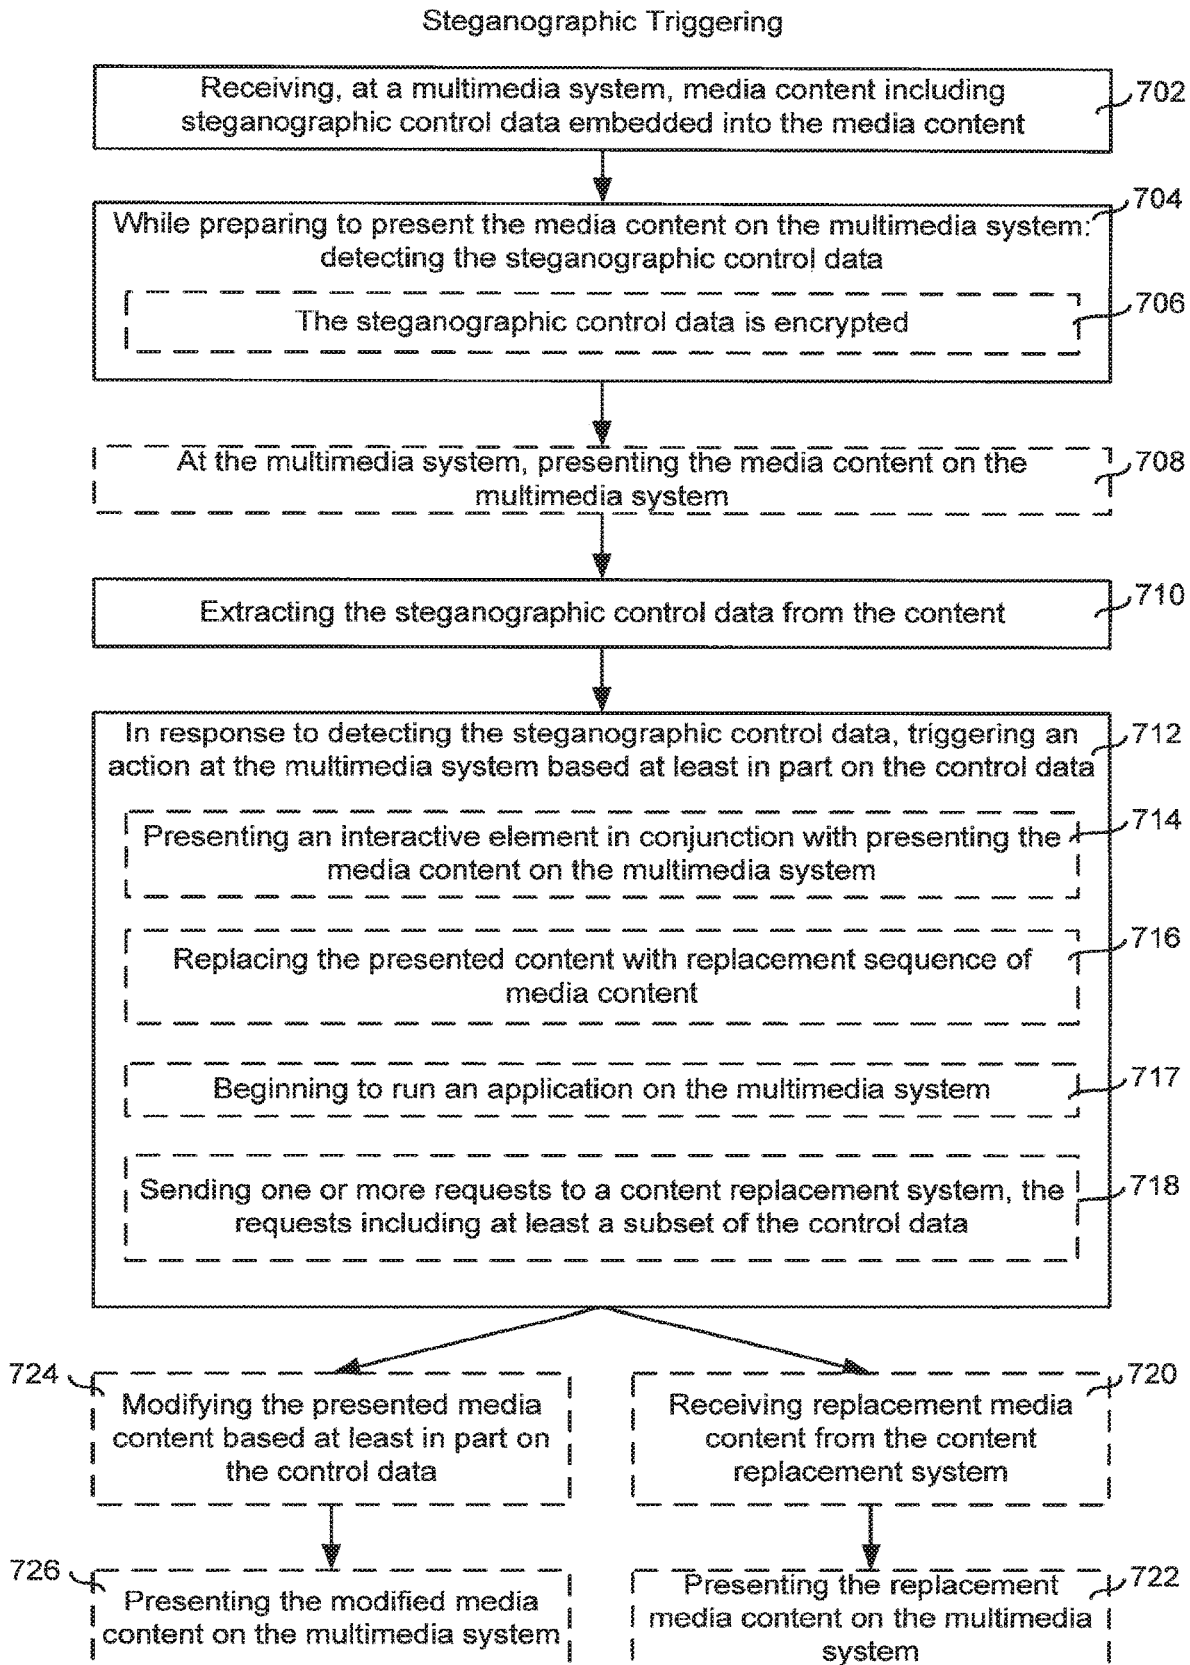 Steganographic Triggering
Receiving, at a multimedia system, media content including
steganographic control data embedded into the media content
702
While preparing to present the media content on the multimedia system:
detecting the steganographic control data
704
The steganographic control data is encrypted
706
At the multimedia system, presenting the media content on the
multimedia system
708
Extracting the steganographic control data from the content
710
In response to detecting the steganographic control data, triggering an
action at the multimedia system based at least in part on the control data
712
Presenting an interactive element in conjunction with presenting the
media content on the multimedia system
714
Replacing the presented content with replacement sequence of
media content
716
Beginning to run an application on the multimedia system
717
Sending one or more requests to a content replacement system, the
requests including at least a subset of the control data
718
724
Modifying the presented media
content based at least in part on
the control data
720
Receiving replacement media
content from the content
replacement system
726
Presenting the modified media
content on the multimedia system
722
Presenting the replacement
media content on the multimedia
system